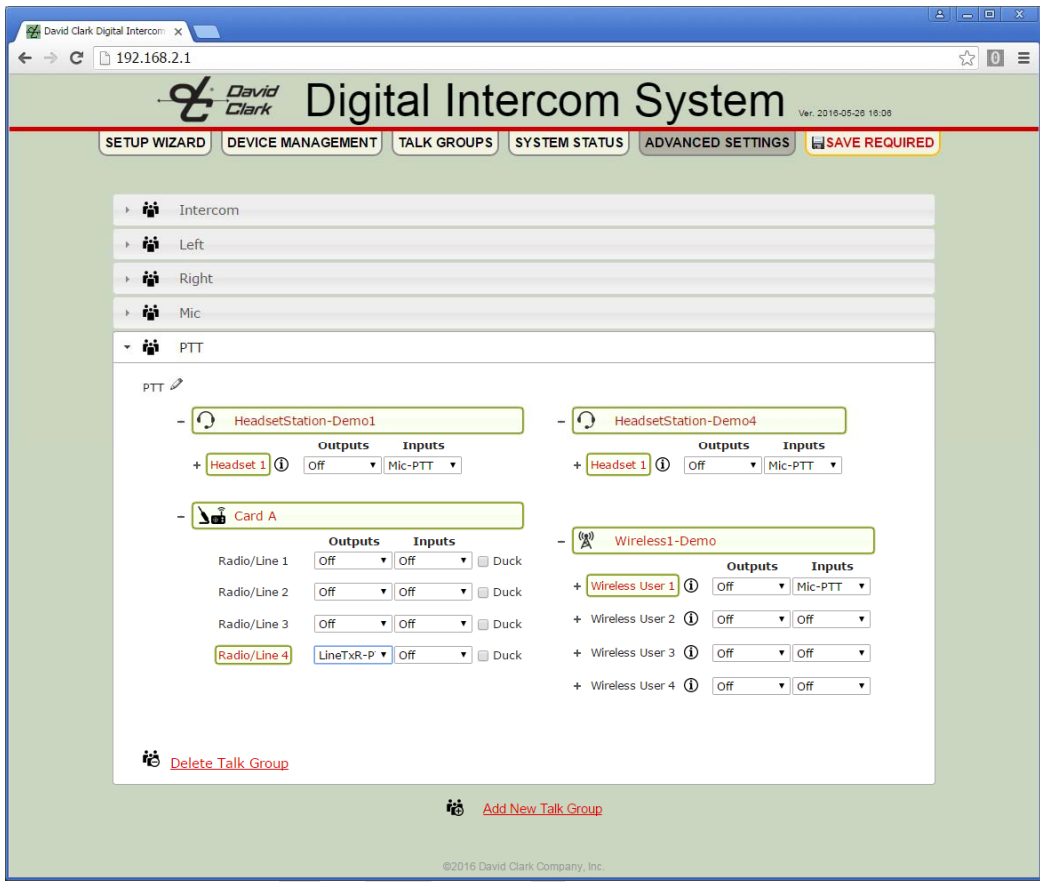 David Clark Digital Intercom
192.168.2.1
0
David Clark
Digital Intercom System
Ver. 2016-05-26 16:06
SETUP WIZARD DEVICE MANAGEMENT TALK GROUPS SYSTEM STATUS ADVANCED SETTINGS SAVE REQUIRED
Intercom
Left
Right
Mic
PTT
PTT
HeadsetStation-Demo1
Outputs Inputs
Headset 1 Off Mic-PTT
HeadsetStation-Demo4
Outputs Inputs
Headset 1 Off Mic-PTT
Card A
Outputs Inputs
Radio/Line 1 Off Off Duck
Radio/Line 2 Off Off Duck
Radio/Line 3 Off Off Duck
Radio/Line 4 LineTxR-P Off Duck
Wireless1-Demo
Outputs Inputs
Wireless User 1 Off Mic-PTT
Wireless User 2 Off Off
Wireless User 3 Off Off
Wireless User 4 Off Off
Delete Talk Group
Add New Talk Group
©2016 David Clark Company, Inc.